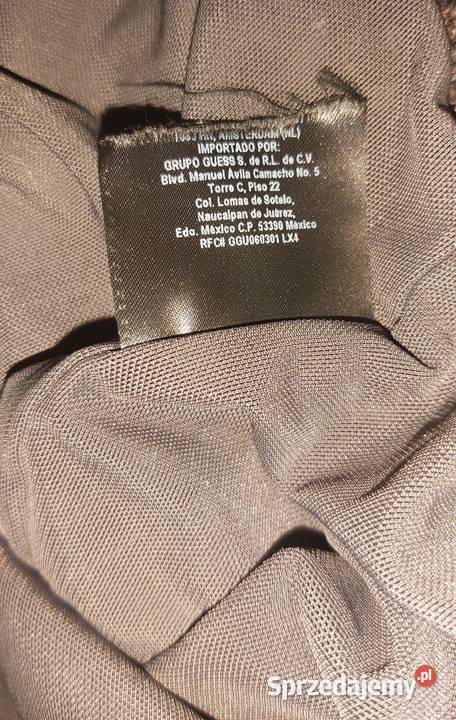 AMSTERDAM (NL)
IMPORTADO POR:
GRUPO GUESS S. de R.L. de C.V.
Blvd. Manuel Ávila Camacho No. 5
Torre C, Piso 22
Col. Lomas de Sotelo,
Naucalpan de Juárez,
Edo. México C.P. 53390 México
RFC# GGU060301 LX4
Sprzedajemy.pl